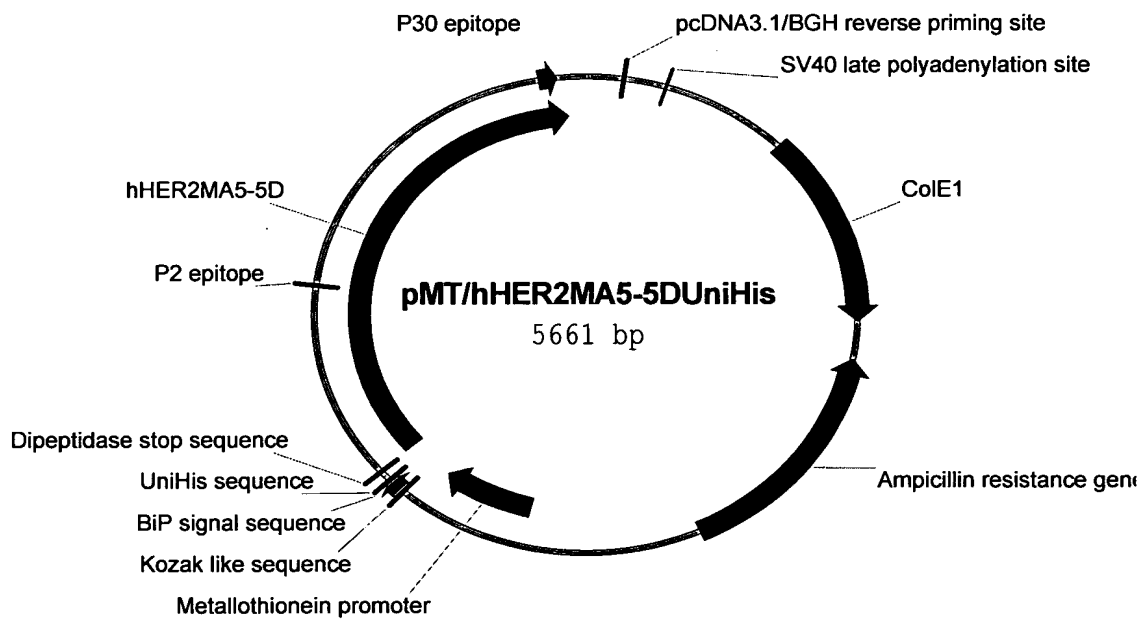 P30 epitope
pcDNA3.1/BGH reverse priming site
SV40 late polyadenylation site
hHER2MA5-5D
ColE1
P2 epitope
pMT/hHER2MA5-5DUniHis
5661 bp
Dipeptidase stop sequence
UniHis sequence
BiP signal sequence
Kozak like sequence
Metallothionein promoter
Ampicillin resistance gene